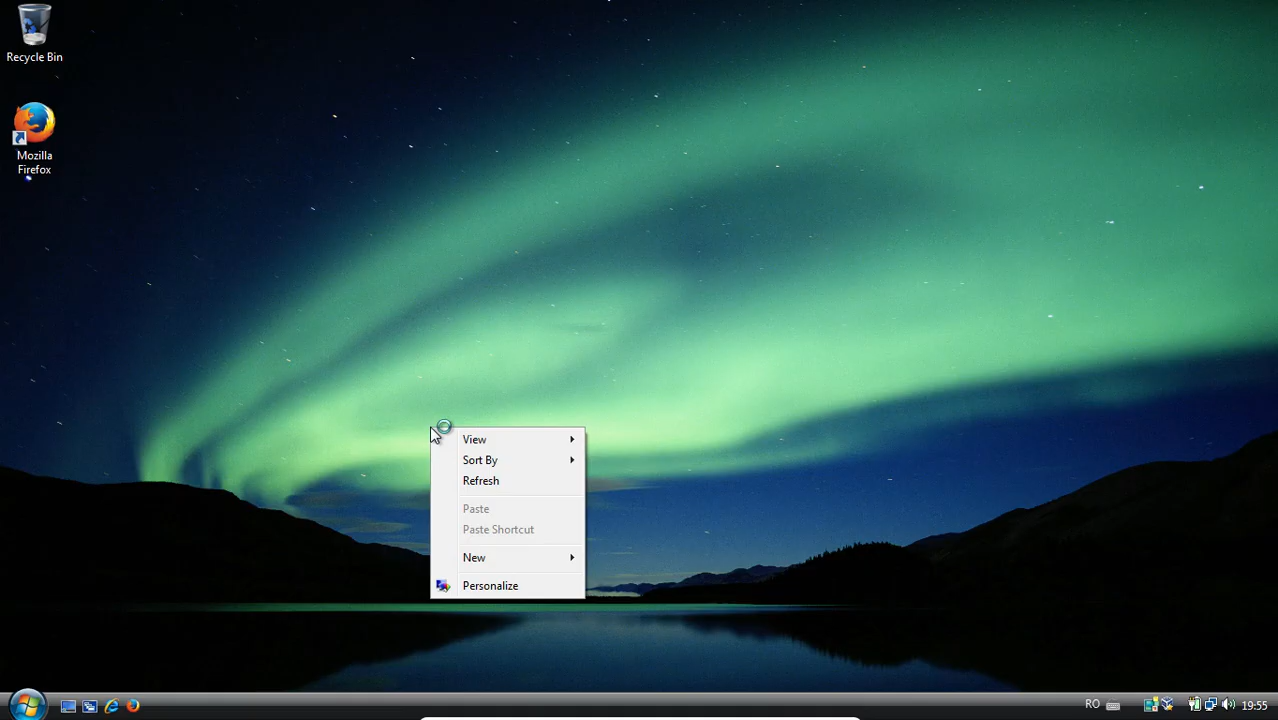 Recycle Bin
Mozilla
Firefox
View
Sort By
Refresh
Paste
Paste Shortcut
New
Personalize
RO
19:55